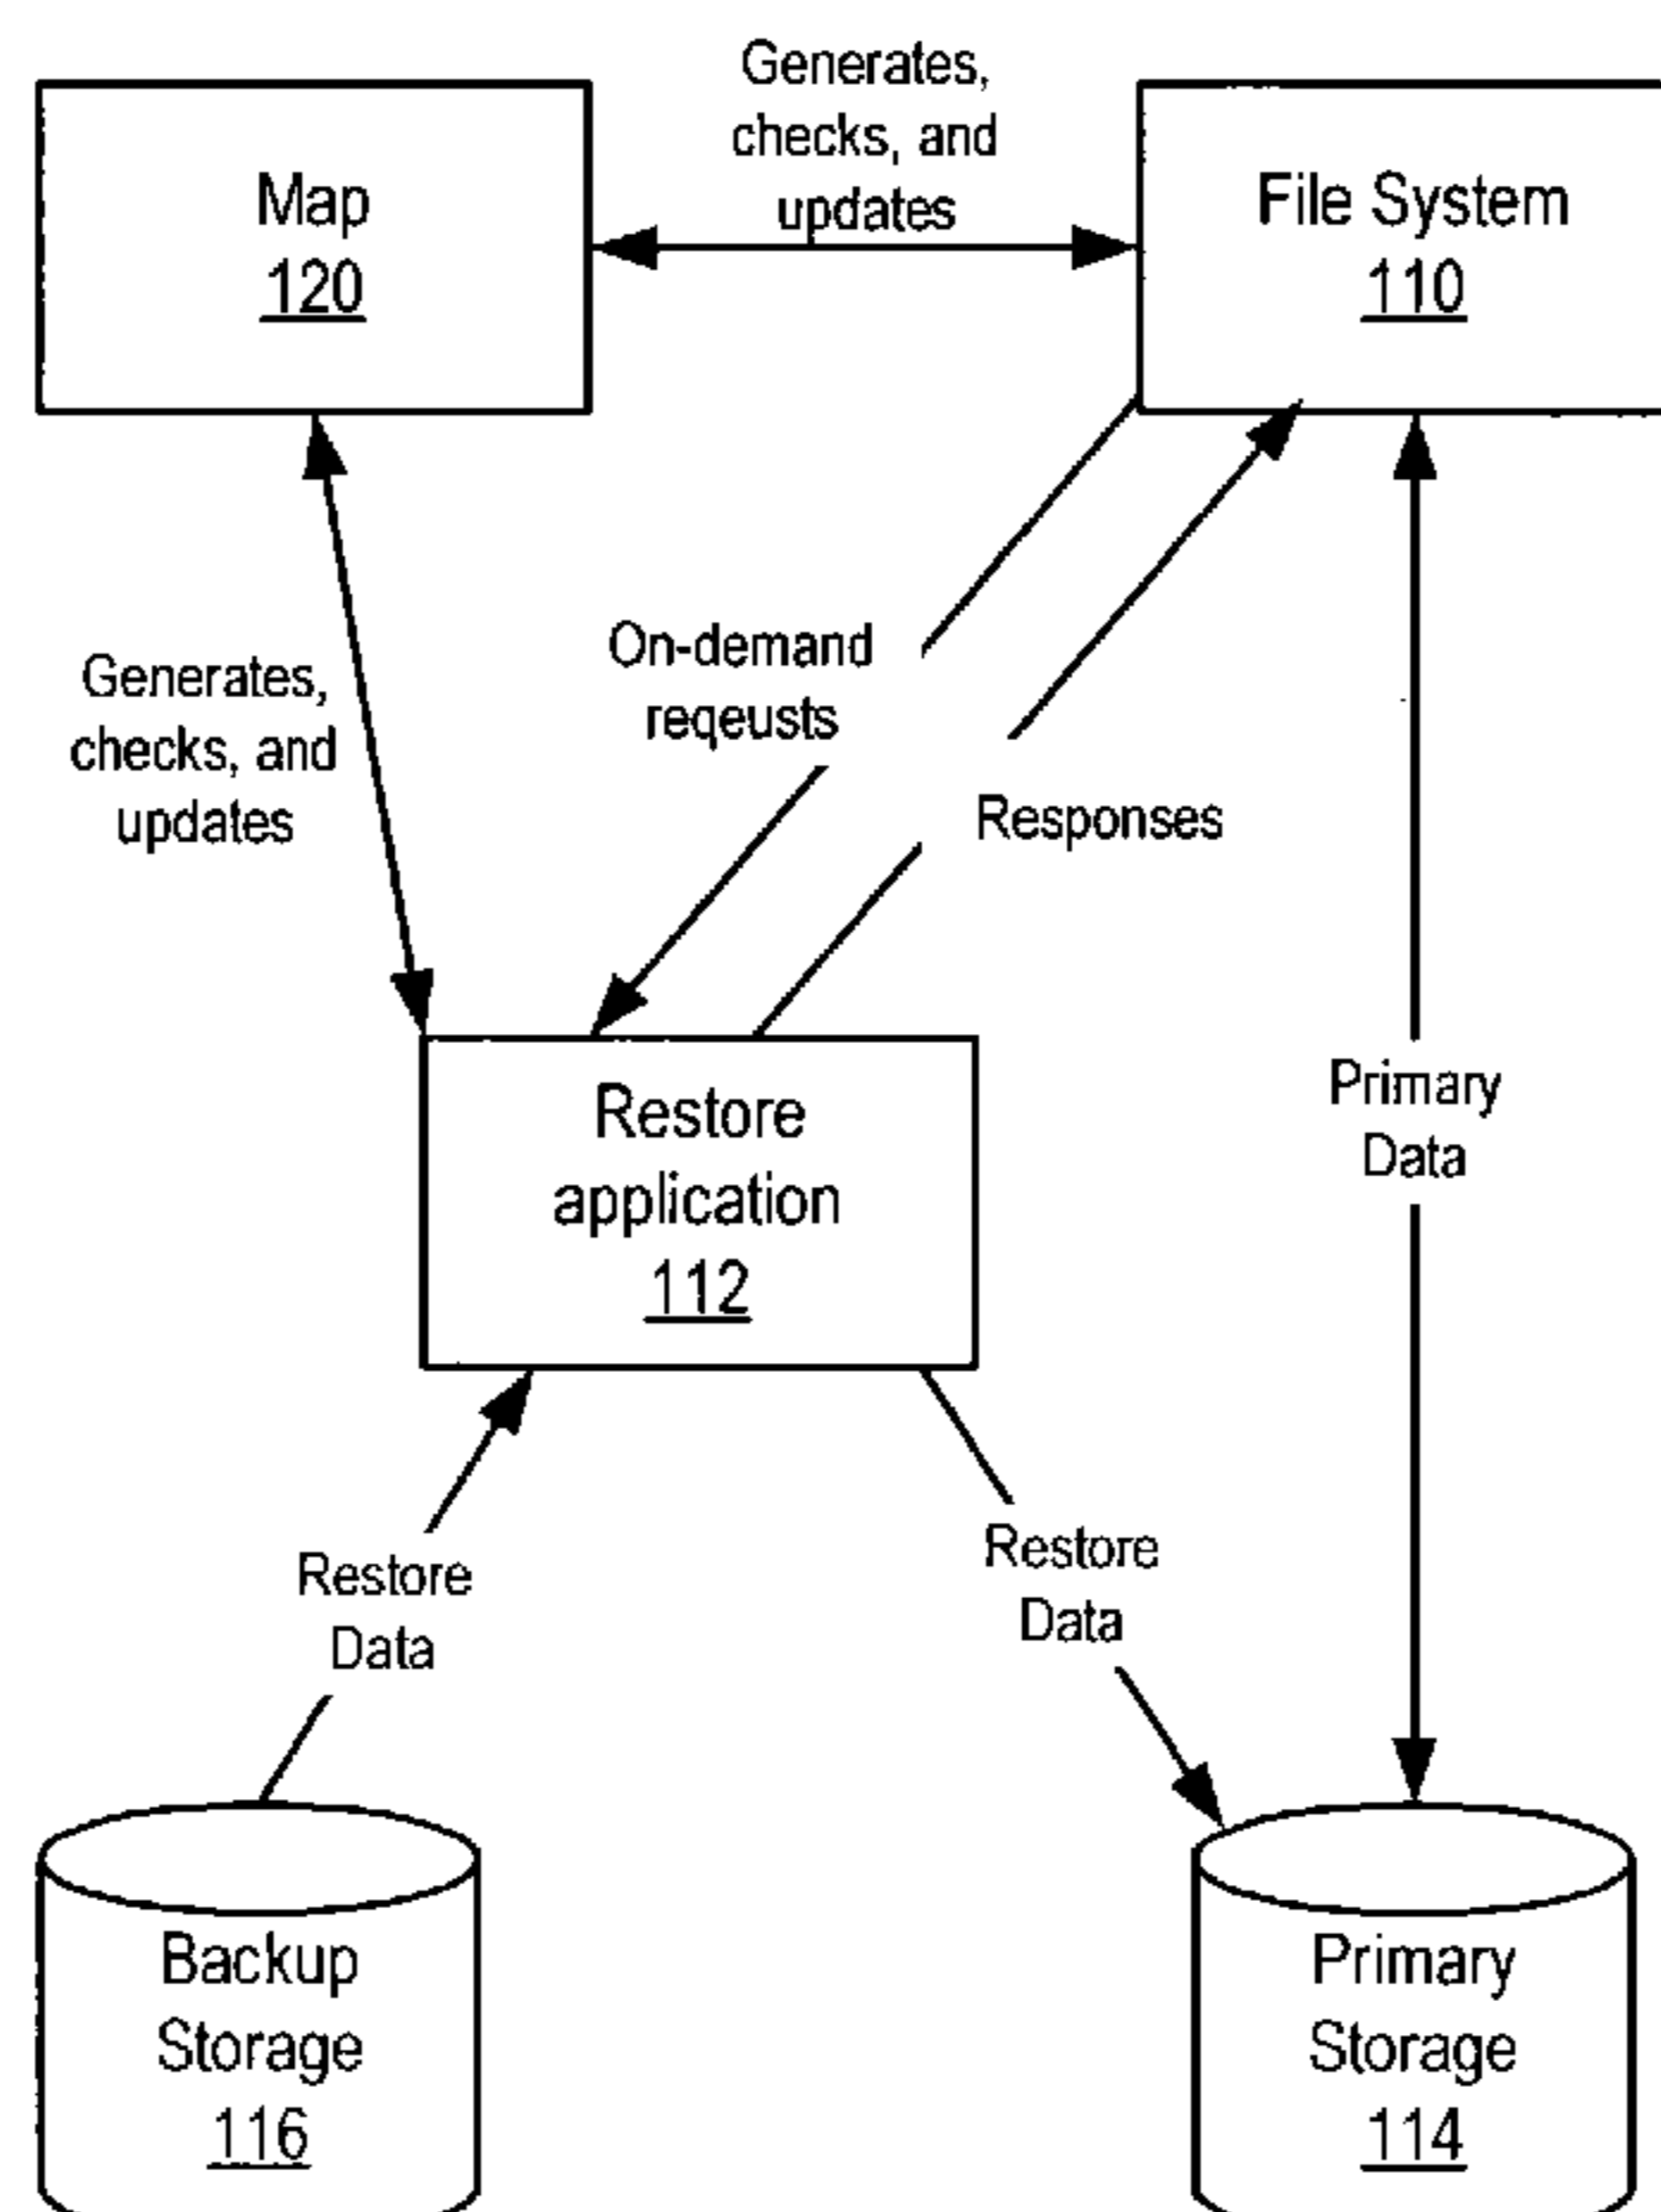 Generates,
checks, and
updates
Map
120
File System
110
Generates,
checks, and
updates
On-demand
reqeusts
Responses
Restore
application
112
Primary
Data
Restore
Data
Restore
Data
Backup
Storage
116
Primary
Storage
114